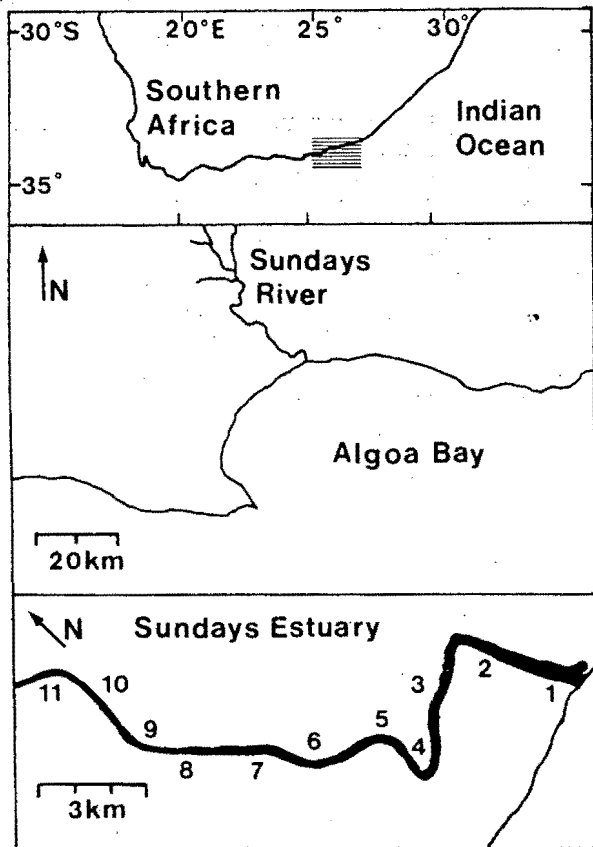 -30°S 20°E 25° 30°
Southern
Africa
Indian
Ocean
-35°
N
Sundays
River
Algoa Bay
20km
N
Sundays Estuary
1
2
3
4
5
6
7
8
9
10
11
3km